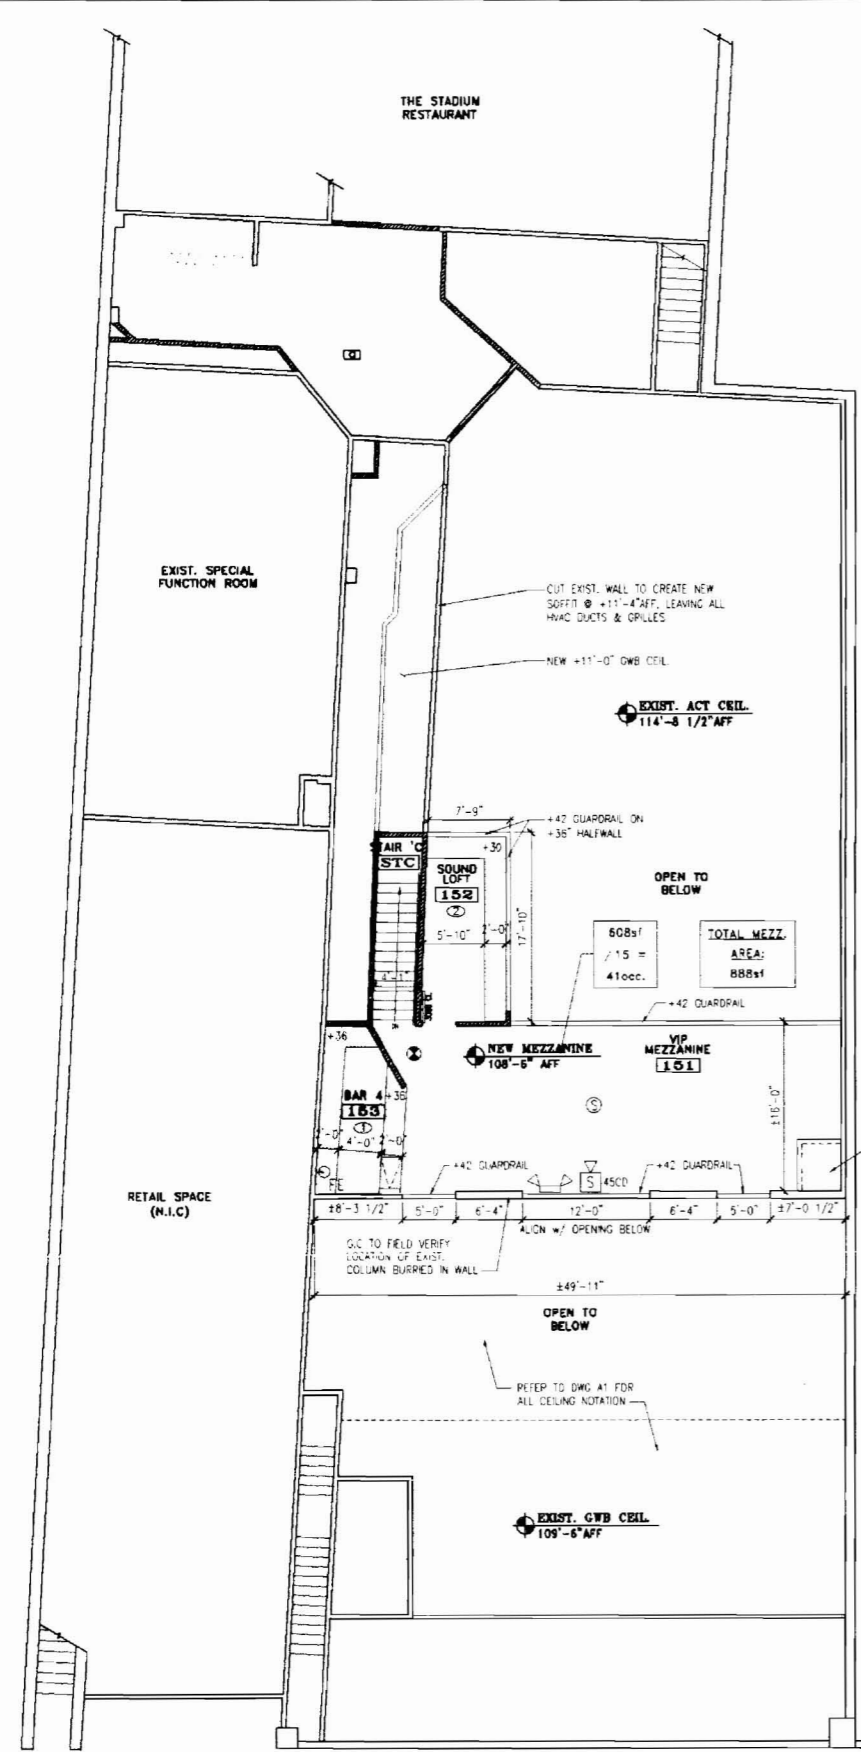 THE STADIUM
RESTAURANT
EXIST. SPECIAL
FUNCTION ROOM
CUT EXIST. WALL TO CREATE NEW
SOFFIT @ +11'-4"AFF, LEAVING ALL
HVAC DUCTS & GRILLES
NEW +11'-0" GWB CEIL.
EXIST. ACT CEIL.
114'-8 1/2"AFF
7'-9"
+42 GUARDRAIL ON
+36" HALFWALL
STAIR 'C'
STC
+30
SOUND
LOFT
152
2
5'-10"
2'-0"
17'-10"
OPEN TO
BELOW
608sf
/15 =
41occ.
TOTAL MEZZ.
AREA:
888sf
4'-1"
DN
+42 GUARDRAIL
+36
NEW MEZZANINE
108'-6" AFF
VIP
MEZZANINE
151
BAR 4
+36
153
1
2'-0"
4'-0"
2'-0"
S
±16'-0"
FE
+42 GUARDRAIL
S
45CD
+42 GUARDRAIL
RETAIL SPACE
(N.I.C)
±8'-3 1/2"
5'-0"
6'-4"
12'-0"
6'-4"
5'-0"
±7'-0 1/2"
ALIGN w/ OPENING BELOW
G.C TO FIELD VERIFY
LOCATION OF EXIST.
COLUMN BURRIED IN WALL
±49'-11"
OPEN TO
BELOW
REFER TO DWG A1 FOR
ALL CEILING NOTATION
EXIST. GWB CEIL.
109'-6"AFF